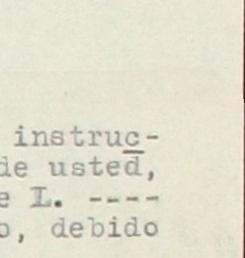 instruc-
de usted,
e L. ----
o, debido